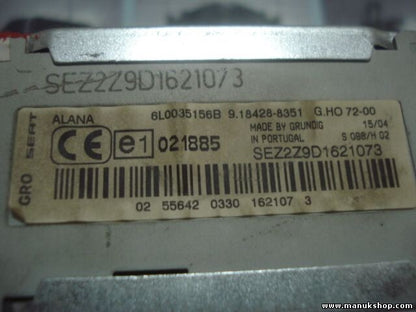 SEZ2Z9D1621073
ALANA 6L0035156B 9.18428-8351 G.HO 72-00
MADE BY GRUNDIG 15/04
IN PORTUGAL S 098/H 02
GRO SEAT
CE e1 021885
SEZ2Z9D1621073
02 55642 0330 162107 3
www.manukshop.com